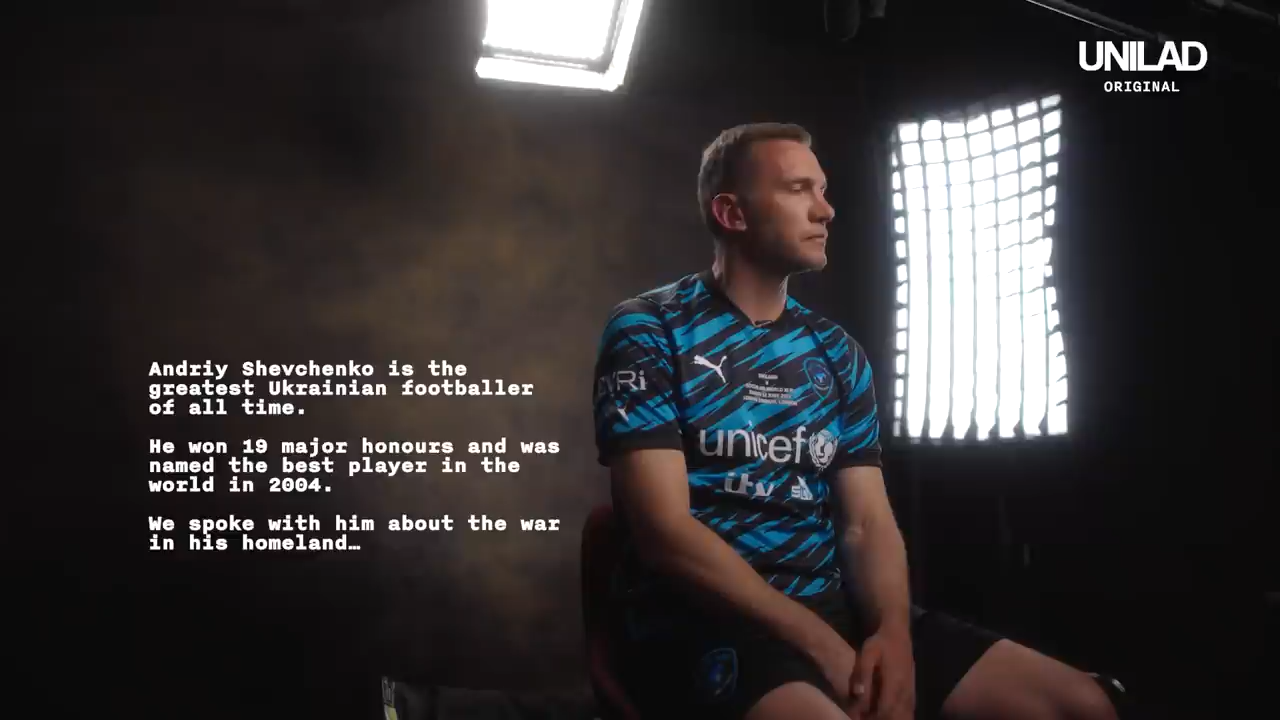 UNILAD
ORIGINAL
Andriy Shevchenko is the
greatest Ukrainian footballer
of all time.
He won 19 major honours and was
named the best player in the
world in 2004.
We spoke with him about the war
in his homeland…
unicef
itv